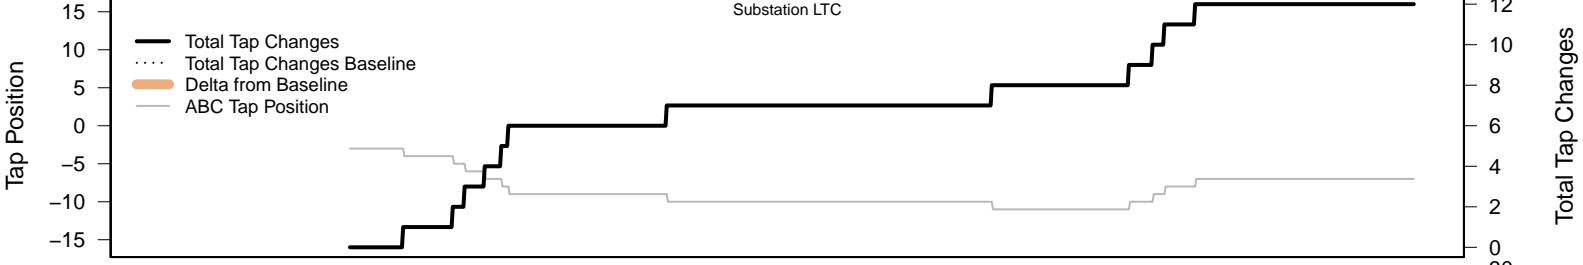 Substation LTC
Tap Position
15
10
5
0
−5
−10
−15
Total Tap Changes
Total Tap Changes Baseline
Delta from Baseline
ABC Tap Position
12
10
8
6
4
2
0
Total Tap Changes